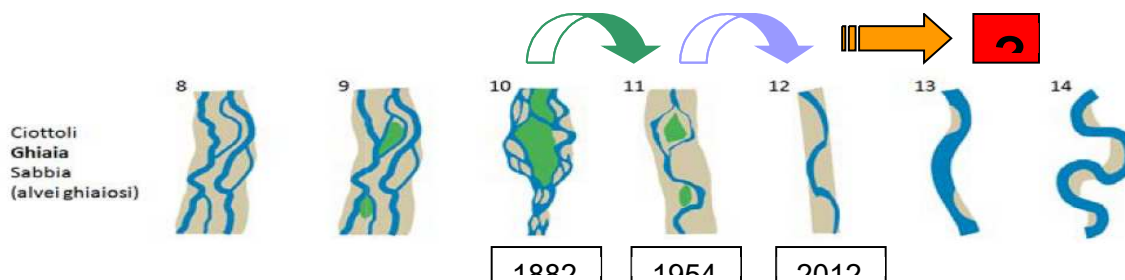 ?
8 9 10 11 12 13 14
Ciottoli
Ghiaia
Sabbia
(alvei ghiaiosi)
1882 1954 2012